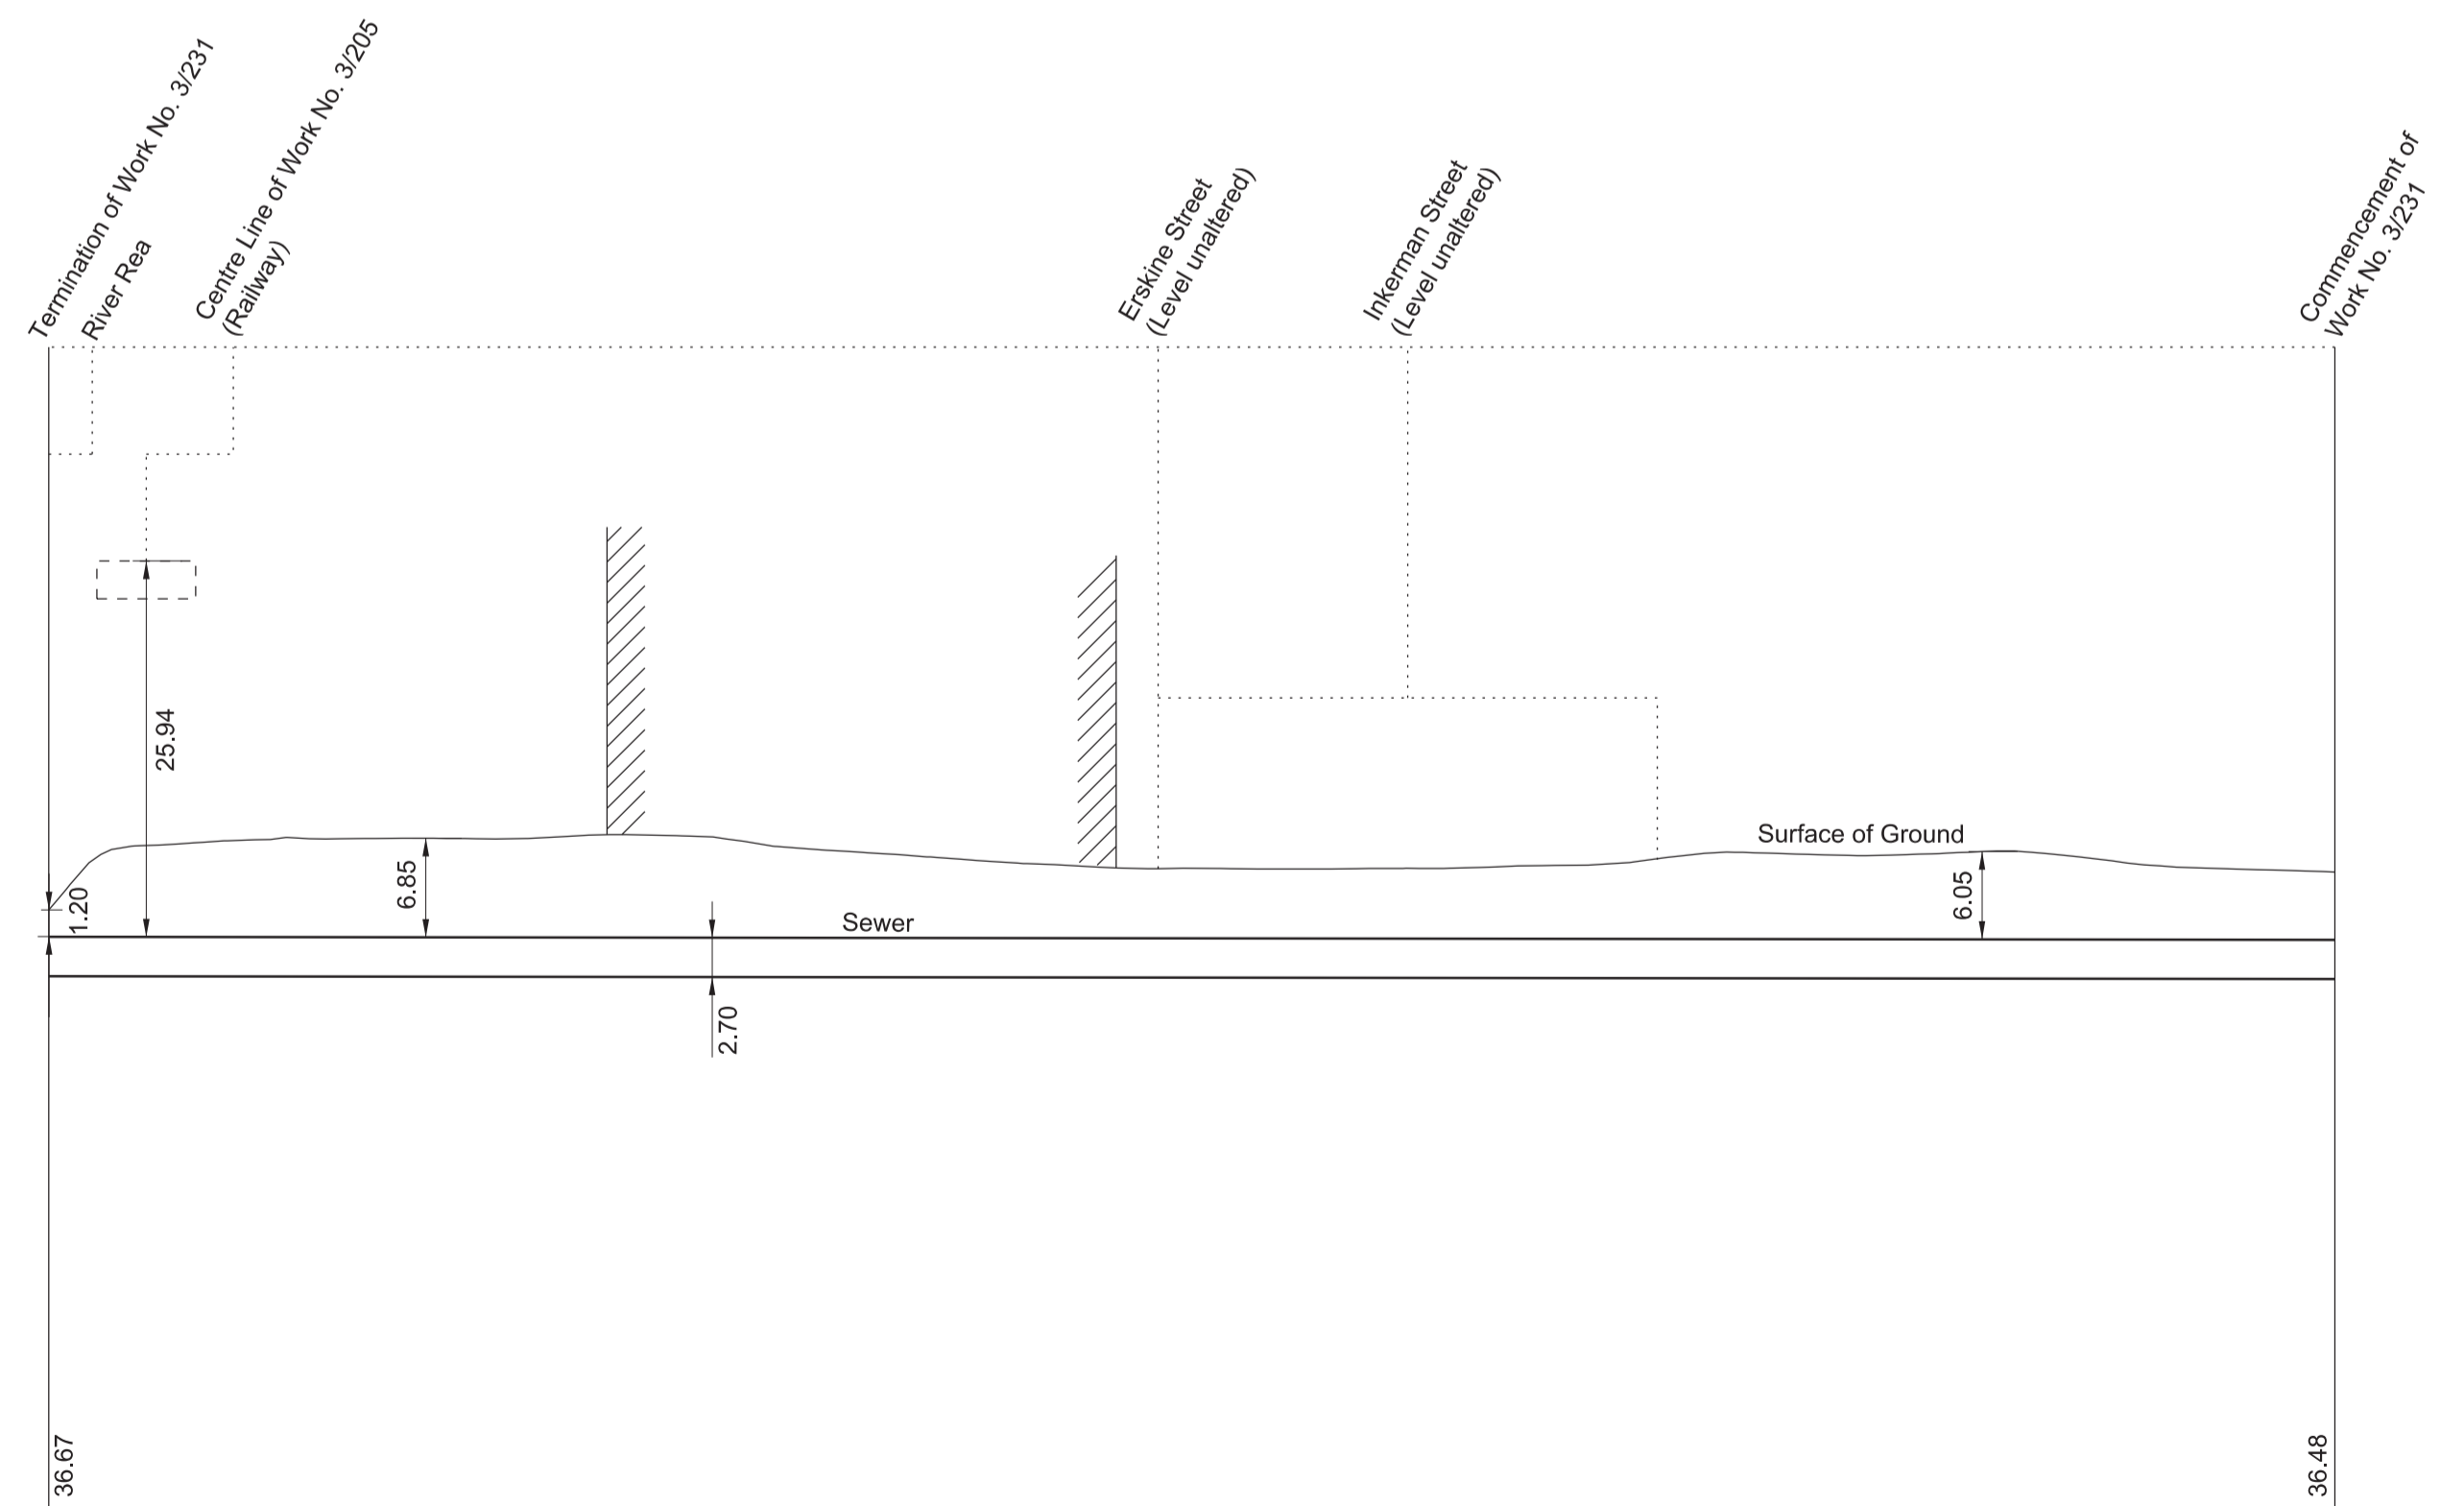 Termination of Work No. 3/231
River Rea
Centre Line of Work No. 3/205
(Railway)
Erskine Street
(Level unaltered)
Inkerman Street
(Level unaltered)
Commencement of
Work No. 3/231
25.94
1.20
6.85
Sewer
2.70
Surface of Ground
6.05
36.67
36.48